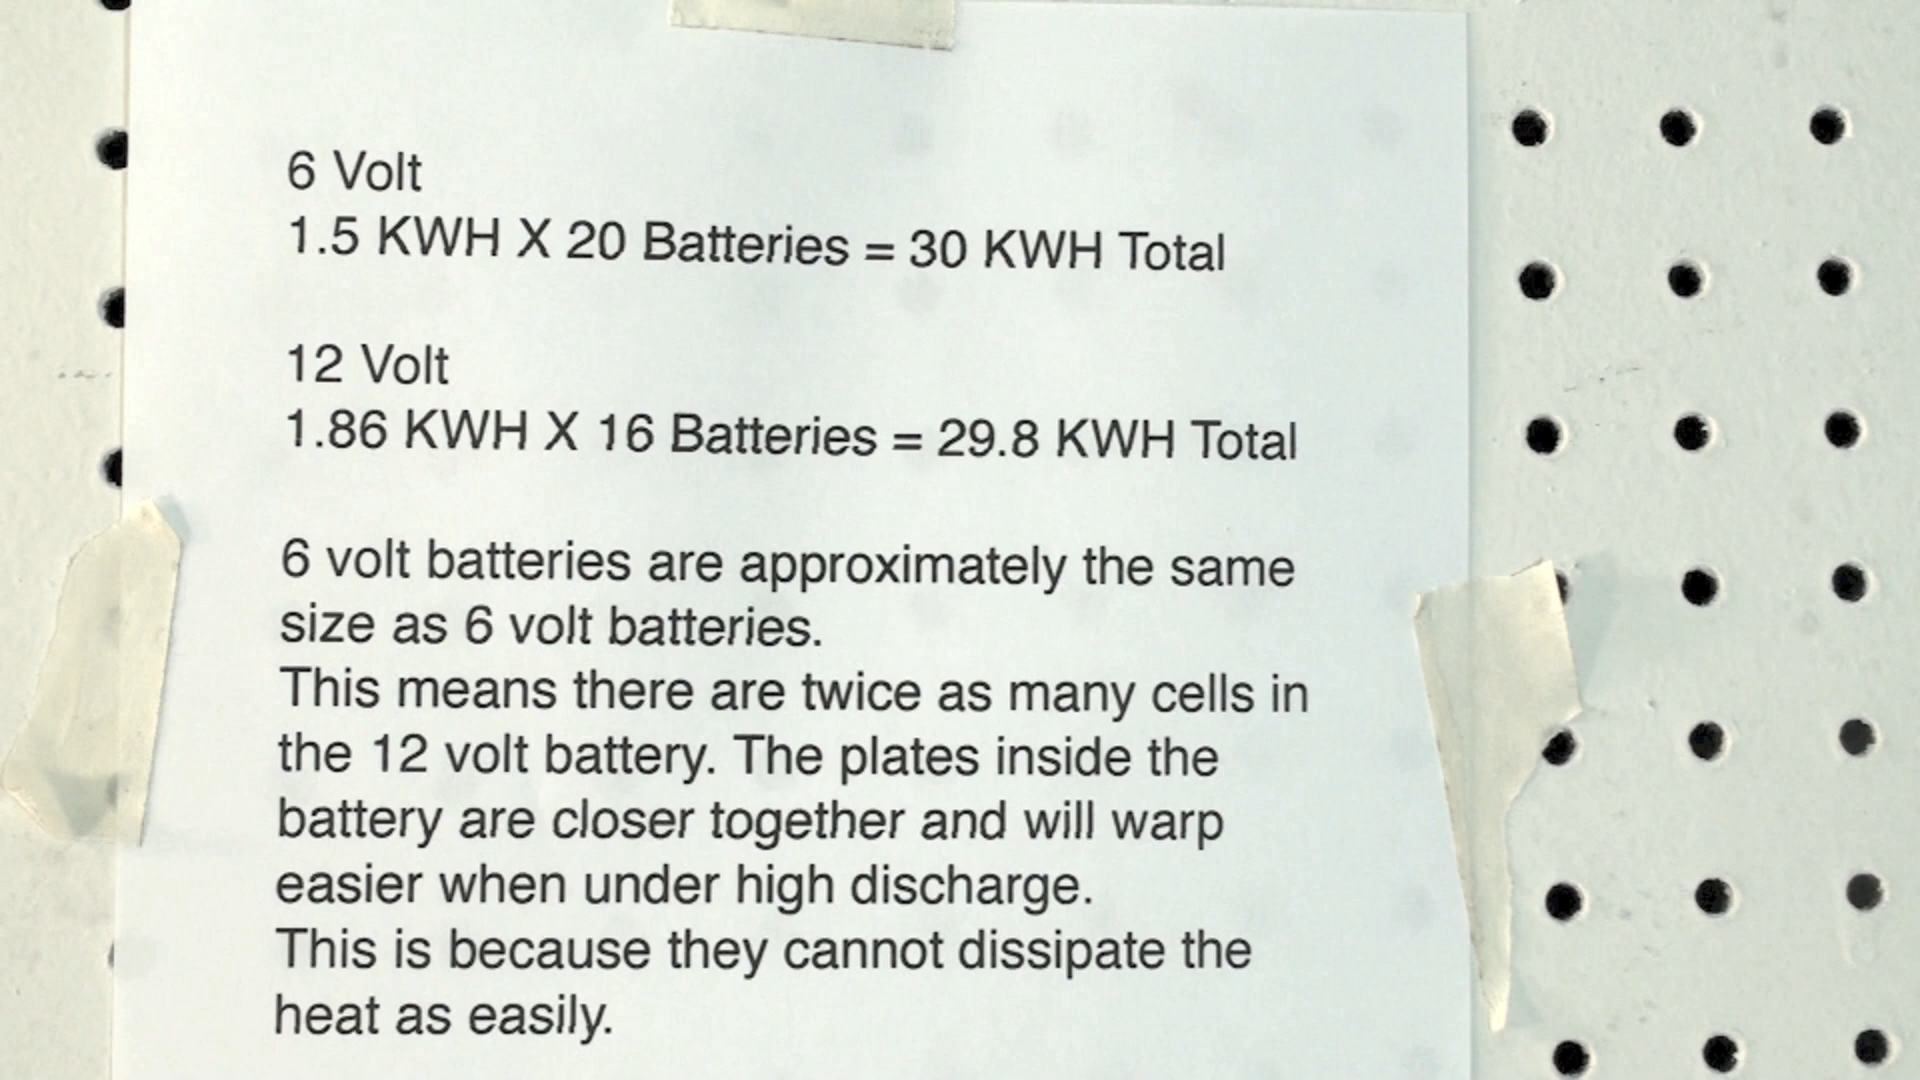 6 Volt
1.5 KWH X 20 Batteries = 30 KWH Total
12 Volt
1.86 KWH X 16 Batteries = 29.8 KWH Total
6 volt batteries are approximately the same
size as 6 volt batteries.
This means there are twice as many cells in
the 12 volt battery. The plates inside the
battery are closer together and will warp
easier when under high discharge.
This is because they cannot dissipate the
heat as easily.